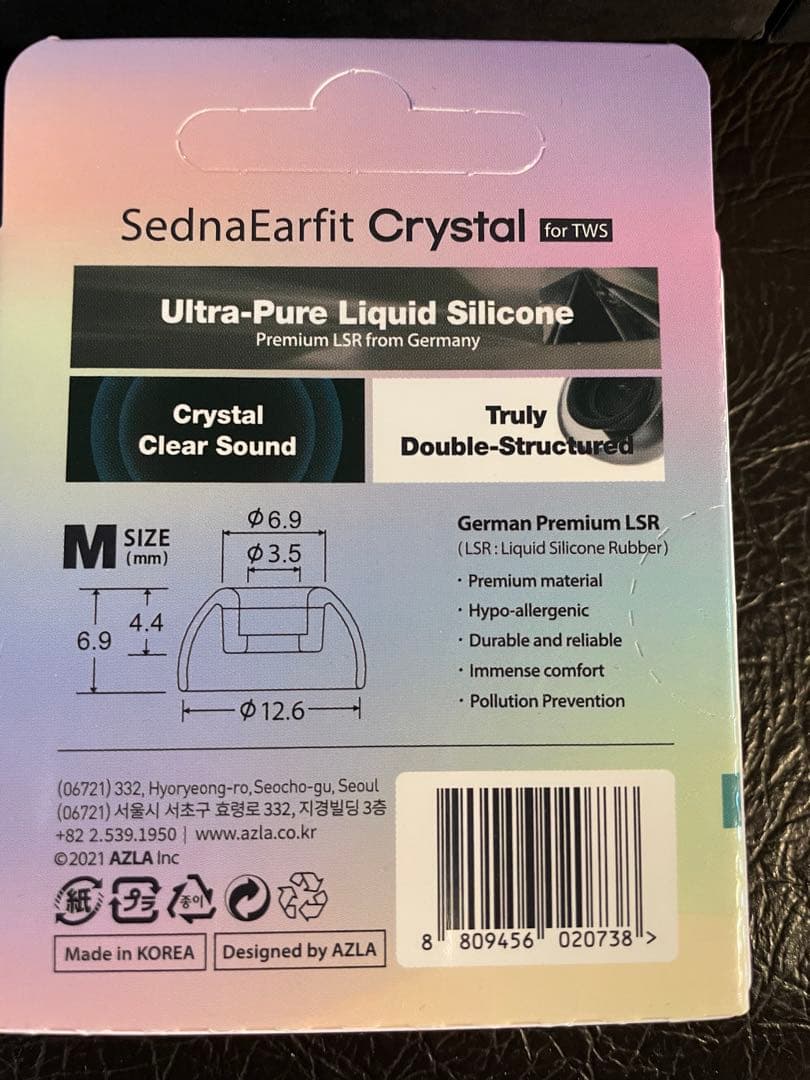 SednaEarfit Crystal for TWS
Ultra-Pure Liquid Silicone
Premium LSR from Germany
Crystal
Clear Sound
Truly
Double-Structured
M SIZE
(mm)
ϕ6.9
ϕ3.5
4.4
6.9
ϕ12.6
German Premium LSR
(LSR : Liquid Silicone Rubber)
· Premium material
· Hypo-allergenic
· Durable and reliable
· Immense comfort
· Pollution Prevention
(06721) 332, Hyoryeong-ro, Seocho-gu, Seoul
(06721) 서울시 서초구 효령로 332, 지경빌딩 3층
+82 2.539.1950 | www.azla.co.kr
©2021 AZLA Inc
紙 プラ 종이
Made in KOREA
Designed by AZLA
8 809456 020738 >